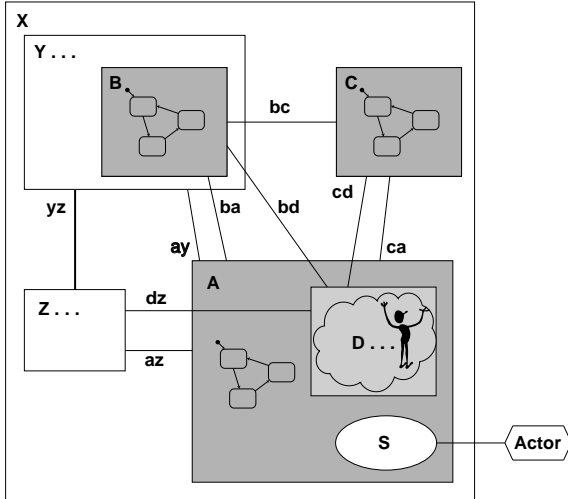 X
Y . . .
B
C
bc
yz
ba
bd
cd
ay
ca
A
Z . . .
dz
D . . .
az
S
Actor